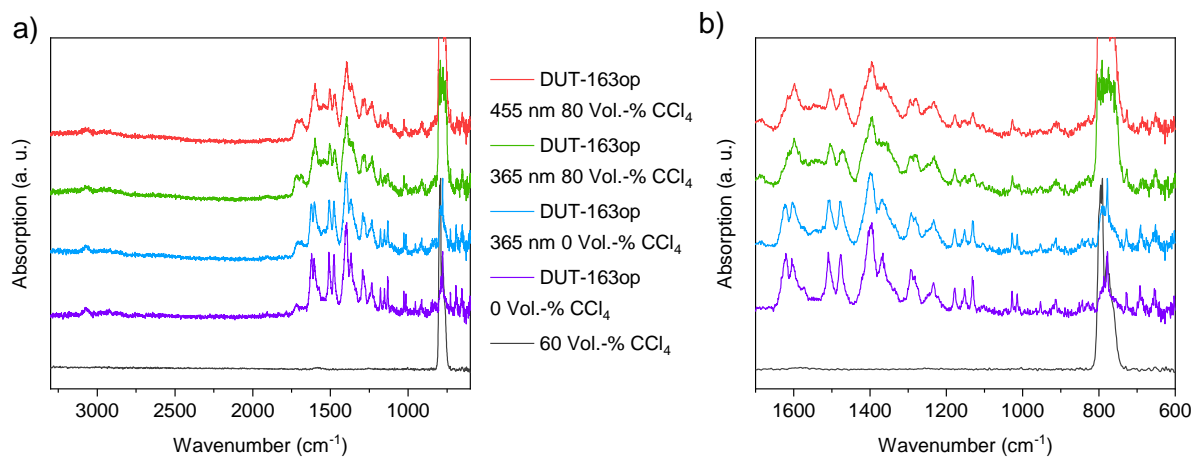 a)
Absorption (a. u.)
3000 2500 2000 1500 1000
Wavenumber (cm⁻¹)
DUT-163op
455 nm 80 Vol.-% CCl₄
DUT-163op
365 nm 80 Vol.-% CCl₄
DUT-163op
365 nm 0 Vol.-% CCl₄
DUT-163op
0 Vol.-% CCl₄
60 Vol.-% CCl₄
b)
Absorption (a. u.)
1600 1400 1200 1000 800 600
Wavenumber (cm⁻¹)